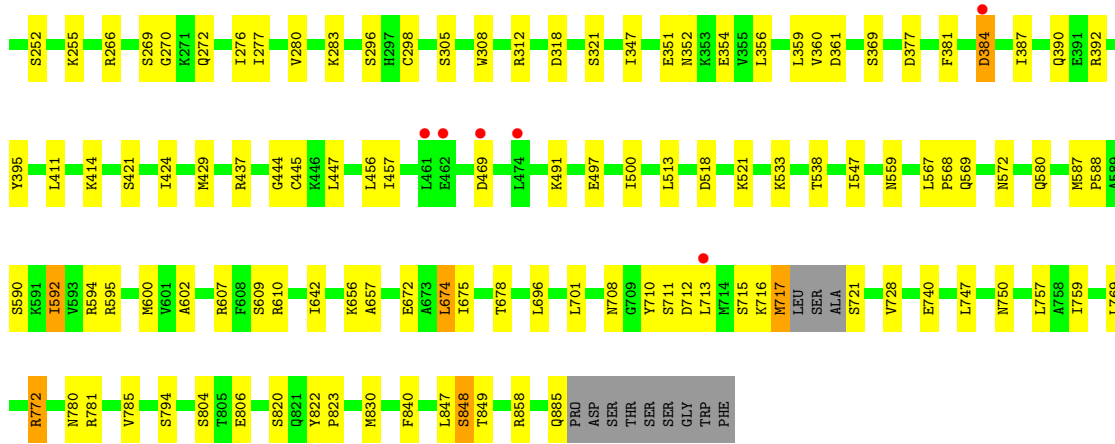 S252 K255 R266 S269 G270 K271 Q272 I276 I277 V280 K283 S296 H297 C298 S305 W308 R312 D318 S321 I347 E351 N352 K353 E354 V355 L356 L359 V360 D361 S369 D377 F381 D384 I387 Q390 E391 R392
Y395 L411 K414 S421 I424 M429 R437 G444 C445 K446 L447 L456 I457 L461 E462 D469 L474 K491 E497 I500 L513 D518 K521 K533 T538 I547 N559 L567 P568 Q569 N572 Q580 M587 P588 A589
S590 K591 I592 V593 R594 R595 M600 V601 A602 R607 F608 S609 R610 I642 K656 A657 E672 A673 L674 I675 T678 L696 L701 N708 G709 Y710 S711 D712 L713 M714 S715 K716 M717 LEU SER ALA S721 V728 E740 L747 N750 L757 A758 I759 L769
R772 N780 R781 V785 S794 S804 T805 E806 S820 Q821 Y822 P823 M830 F840 L847 S848 T849 R858 Q885 PRO ASP SER THR SER SER GLY TRP PHE